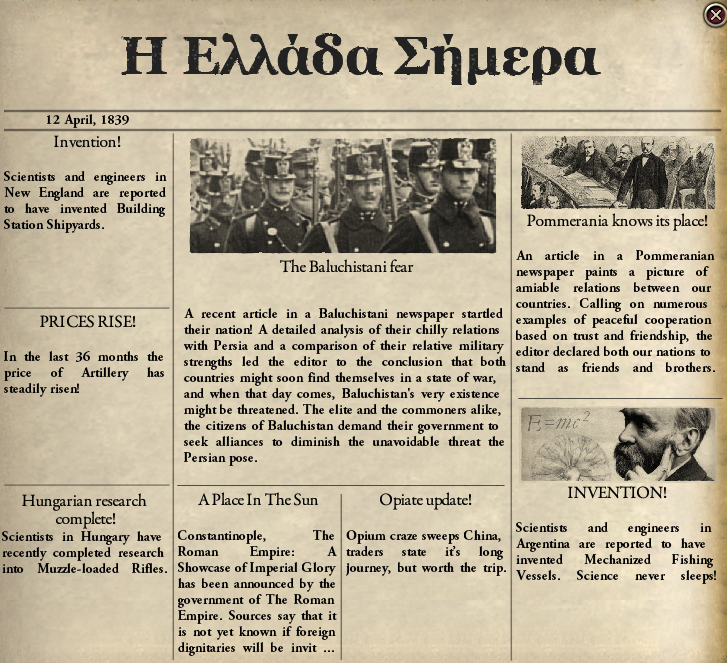 Η Ελλάδα Σήμερα
12 April, 1839
Invention!
Scientists and engineers in
New England are reported
to have invented Building
Station Shipyards.
PRICES RISE!
In the last 36 months the
price of Artillery has
steadily risen!
Hungarian research
complete!
Scientists in Hungary have
recently completed research
into Muzzle-loaded Rifles.
The Baluchistani fear
A recent article in a Baluchistani newspaper startled
their nation! A detailed analysis of their chilly relations
with Persia and a comparison of their relative military
strengths led the editor to the conclusion that both
countries might soon find themselves in a state of war,
and when that day comes, Baluchistan's very existence
might be threatened. The elite and the commoners alike,
the citizens of Baluchistan demand their government to
seek alliances to diminish the unavoidable threat the
Persian pose.
A Place In The Sun
Constantinople, The
Roman Empire: A
Showcase of Imperial Glory
has been announced by the
government of The Roman
Empire. Sources say that it
is not yet known if foreign
dignitaries will be invit ...
Opiate update!
Opium craze sweeps China,
traders state it's long
journey, but worth the trip.
Pommerania knows its place!
An article in a Pommeranian
newspaper paints a picture of
amiable relations between our
countries. Calling on numerous
examples of peaceful cooperation
based on trust and friendship, the
editor declared both our nations to
stand as friends and brothers.
E=mc²
INVENTION!
Scientists and engineers in
Argentina are reported to have
invented Mechanized Fishing
Vessels. Science never sleeps!